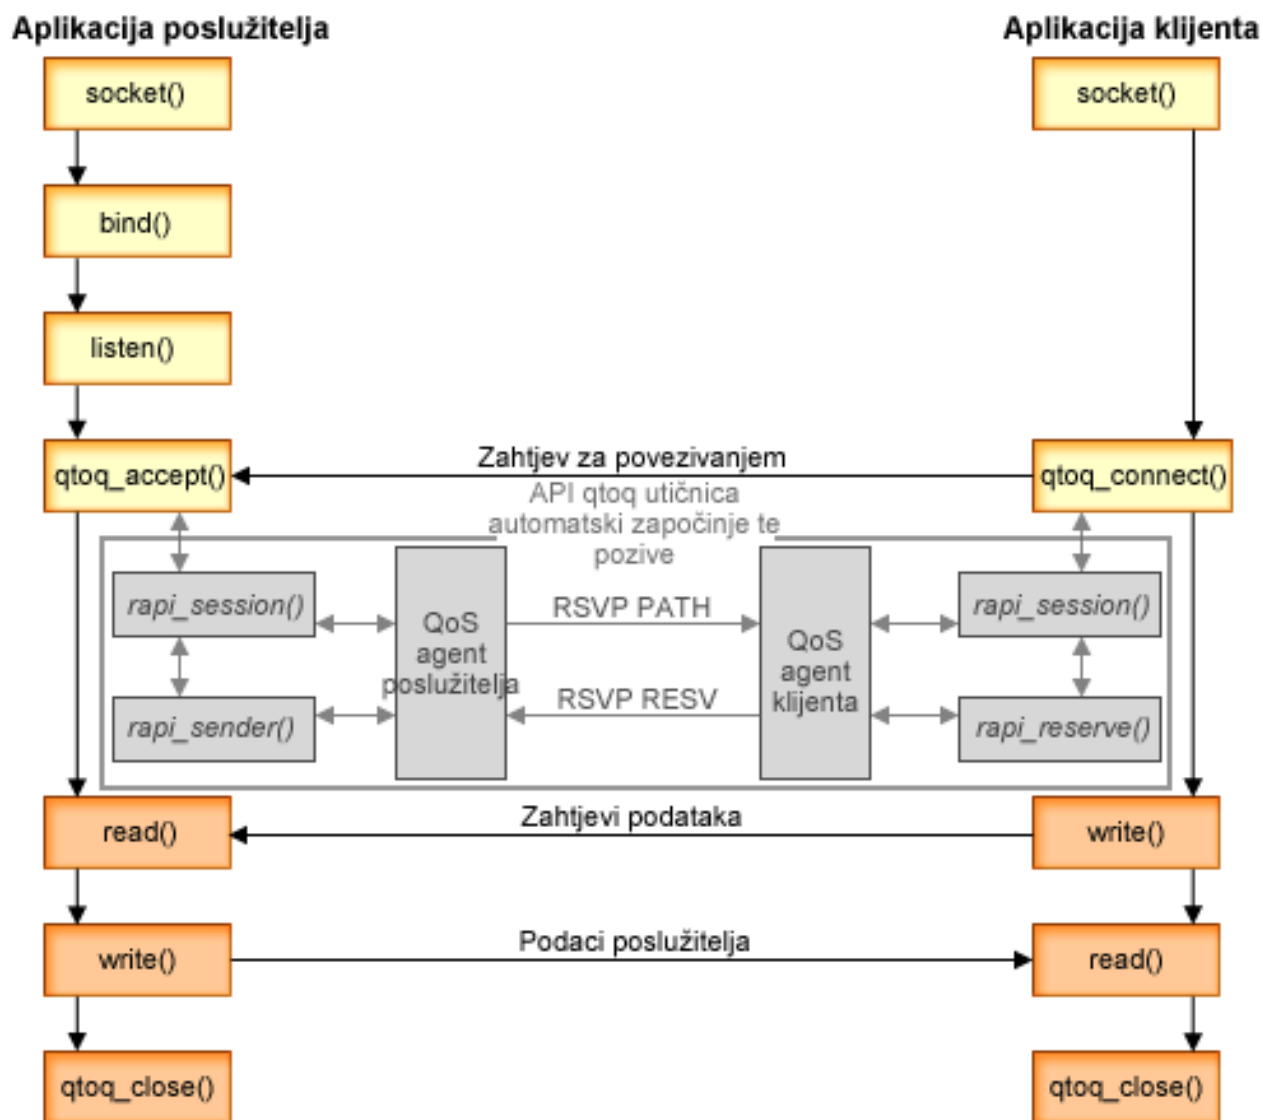 Aplikacija poslužitelja
Aplikacija klijenta
socket()
socket()
bind()
listen()
qtoq_accept()
Zahtjev za povezivanjem
qtoq_connect()
API qtoq utičnica
automatski započinje te
pozive
rapi_session()
QoS
agent
poslužitelja
RSVP PATH
QoS
agent
klijenta
rapi_session()
rapi_sender()
RSVP RESV
rapi_reserve()
read()
Zahtjevi podataka
write()
write()
Podaci poslužitelja
read()
qtoq_close()
qtoq_close()